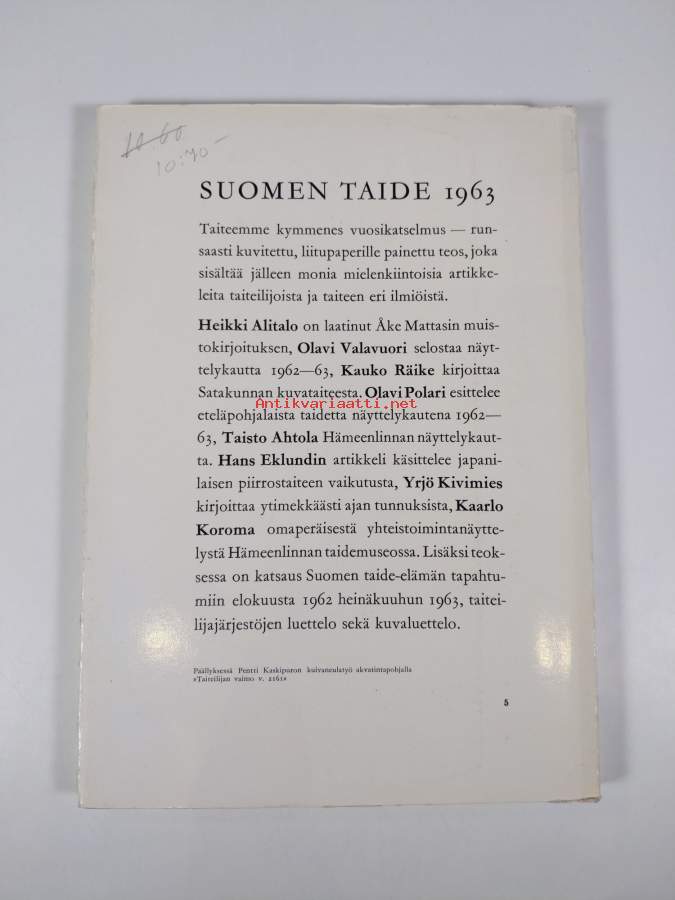 10:60
10:70-
SUOMEN TAIDE 1963
Taiteemme kymmenes vuosikatselmus — run-
saasti kuvitettu, liitupaperille painettu teos, joka
sisältää jälleen monia mielenkiintoisia artikke-
leita taiteilijoista ja taiteen eri ilmiöistä.
Heikki Alitalo on laatinut Åke Mattasin muis-
tokirjoituksen, Olavi Valavuori selostaa näyt-
telykautta 1962—63, Kauko Räike kirjoittaa
Satakunnan kuvataiteesta. Olavi Polari esittelee
Antikvariaatti.net
eteläpohjalaista taidetta näyttelykautena 1962—
63, Taisto Ahtola Hämeenlinnan näyttelykaut-
ta. Hans Eklundin artikkeli käsittelee japani-
laisen piirrostaiteen vaikutusta, Yrjö Kivimies
kirjoittaa ytimekkäästi ajan tunnuksista, Kaarlo
Koroma omaperäisestä yhteistoimintanäytte-
lystä Hämeenlinnan taidemuseossa. Lisäksi teok-
sessa on katsaus Suomen taide-elämän tapahtu-
miin elokuusta 1962 heinäkuuhun 1963, taitei-
lijajärjestöjen luettelo sekä kuvaluettelo.
Päällyksessä Pentti Kaskipuron kuivaneulatyö akvatintapohjalla
»Taiteilijan vaimo v. 2161»
5